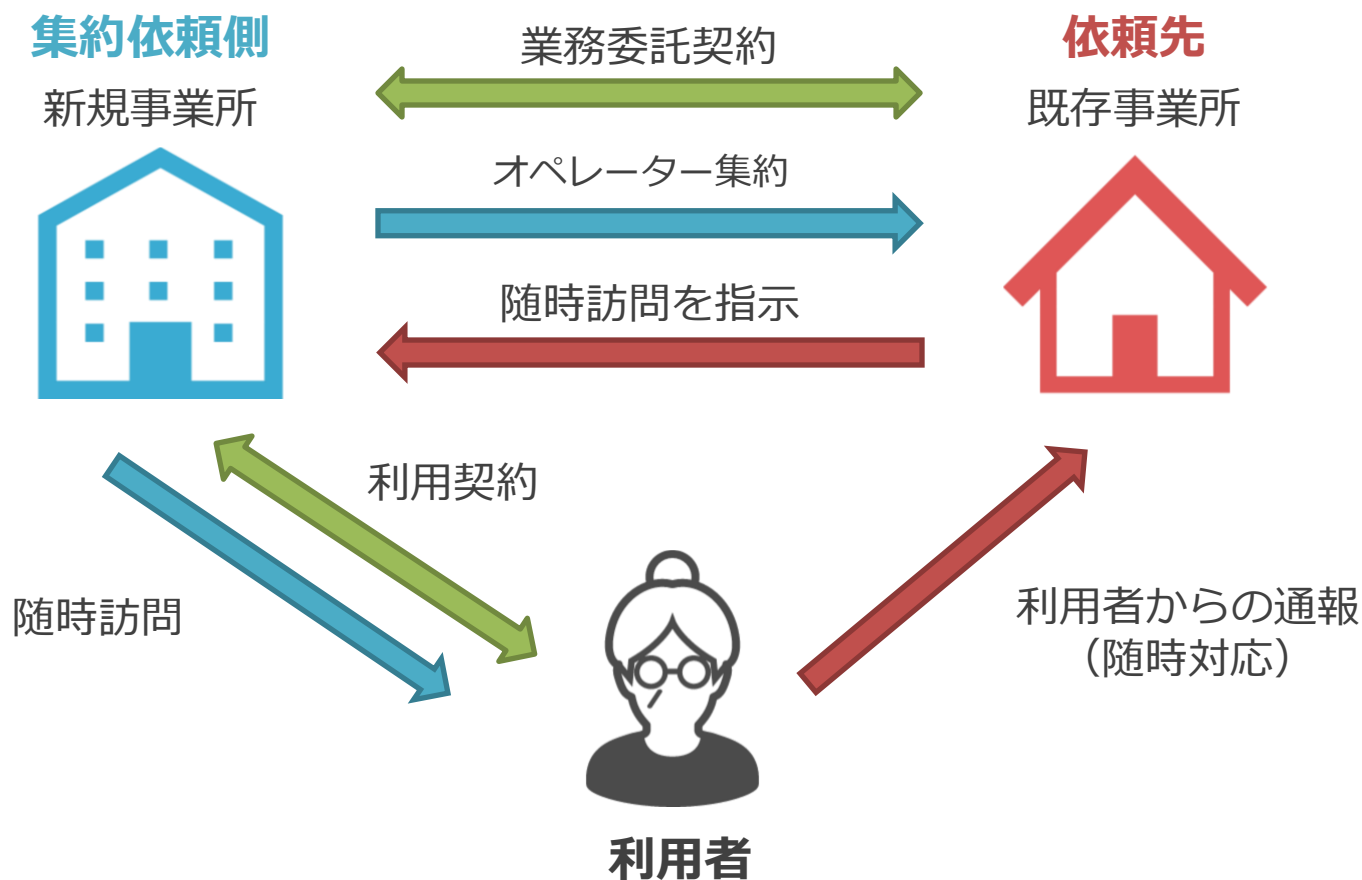 集約依頼側
業務委託契約
依頼先
新規事業所
既存事業所
オペレーター集約
随時訪問を指示
利用契約
随時訪問
利用者からの通報
（随時対応）
利用者